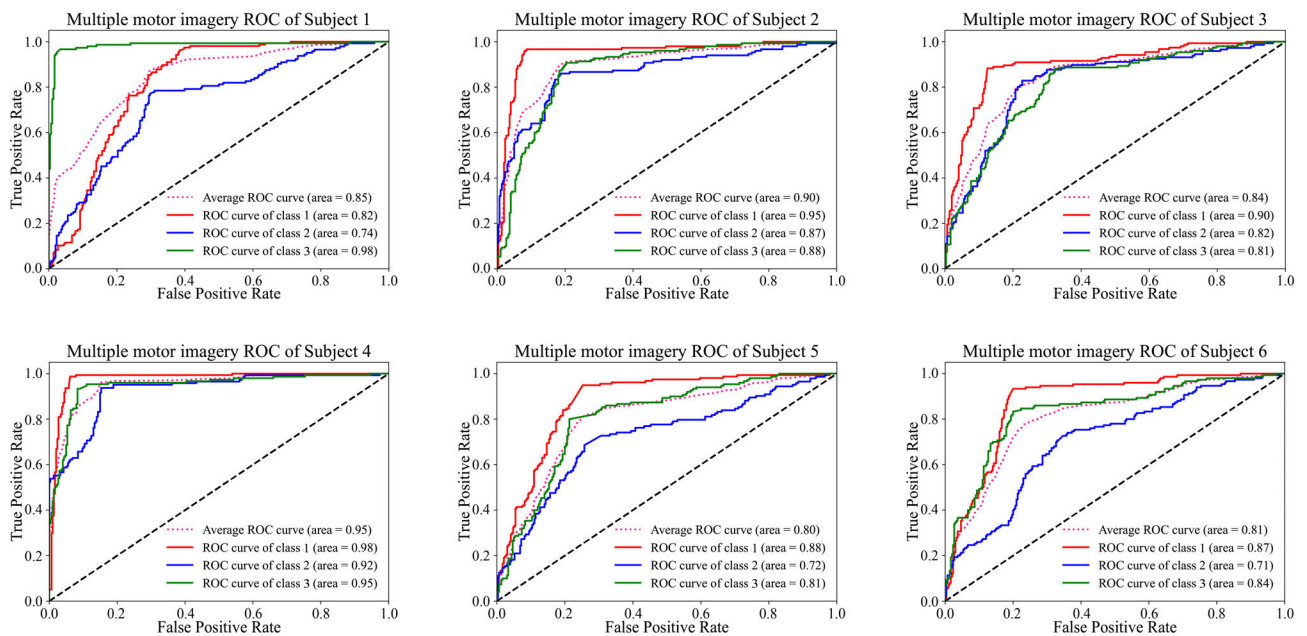 Multiple motor imagery ROC of Subject 1
1.0
0.8
0.6
0.4
0.2
0.0
True Positive Rate
Average ROC curve (area = 0.85)
ROC curve of class 1 (area = 0.82)
ROC curve of class 2 (area = 0.74)
ROC curve of class 3 (area = 0.98)
0.0 0.2 0.4 0.6 0.8 1.0
False Positive Rate
Multiple motor imagery ROC of Subject 2
1.0
0.8
0.6
0.4
0.2
0.0
True Positive Rate
Average ROC curve (area = 0.90)
ROC curve of class 1 (area = 0.95)
ROC curve of class 2 (area = 0.87)
ROC curve of class 3 (area = 0.88)
0.0 0.2 0.4 0.6 0.8 1.0
False Positive Rate
Multiple motor imagery ROC of Subject 3
1.0
0.8
0.6
0.4
0.2
0.0
True Positive Rate
Average ROC curve (area = 0.84)
ROC curve of class 1 (area = 0.90)
ROC curve of class 2 (area = 0.82)
ROC curve of class 3 (area = 0.81)
0.0 0.2 0.4 0.6 0.8 1.0
False Positive Rate
Multiple motor imagery ROC of Subject 4
1.0
0.8
0.6
0.4
0.2
0.0
True Positive Rate
Average ROC curve (area = 0.95)
ROC curve of class 1 (area = 0.98)
ROC curve of class 2 (area = 0.92)
ROC curve of class 3 (area = 0.95)
0.0 0.2 0.4 0.6 0.8 1.0
False Positive Rate
Multiple motor imagery ROC of Subject 5
1.0
0.8
0.6
0.4
0.2
0.0
True Positive Rate
Average ROC curve (area = 0.80)
ROC curve of class 1 (area = 0.88)
ROC curve of class 2 (area = 0.72)
ROC curve of class 3 (area = 0.81)
0.0 0.2 0.4 0.6 0.8 1.0
False Positive Rate
Multiple motor imagery ROC of Subject 6
1.0
0.8
0.6
0.4
0.2
0.0
True Positive Rate
Average ROC curve (area = 0.81)
ROC curve of class 1 (area = 0.87)
ROC curve of class 2 (area = 0.71)
ROC curve of class 3 (area = 0.84)
0.0 0.2 0.4 0.6 0.8 1.0
False Positive Rate